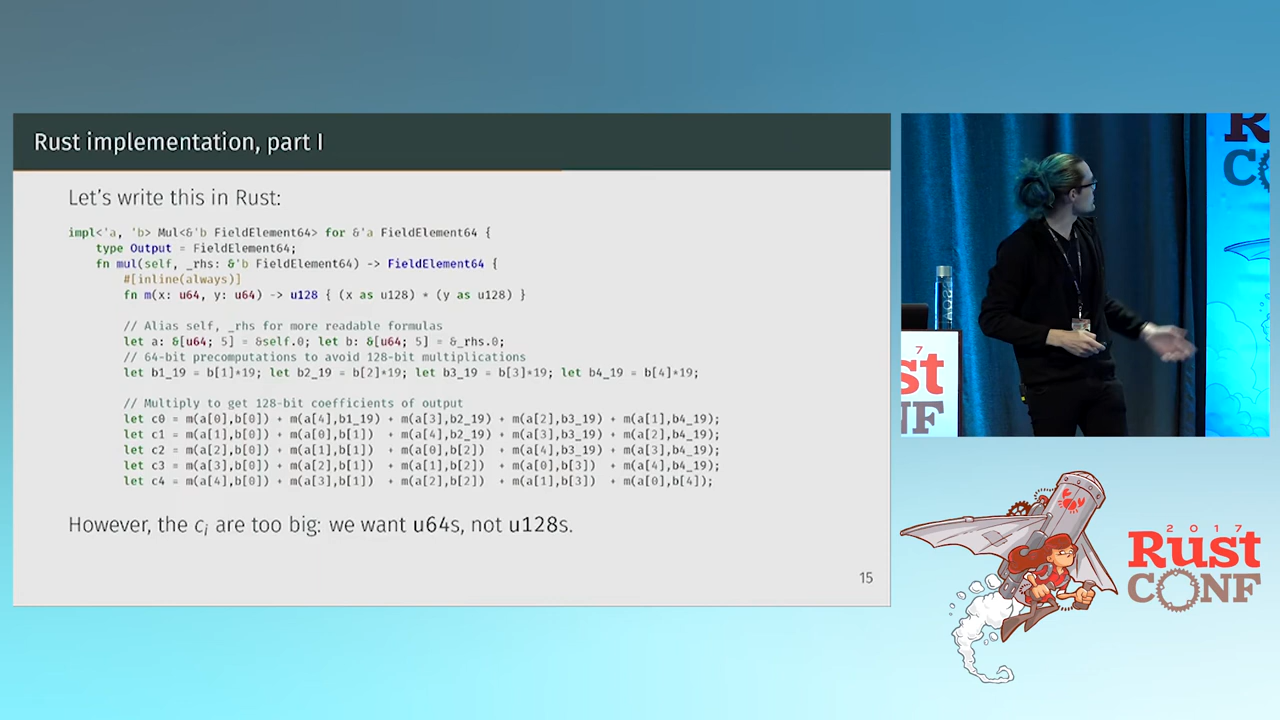 Rust implementation, part I
Let's write this in Rust:
impl<'a, 'b> Mul<&'b FieldElement64> for &'a FieldElement64 {
type Output = FieldElement64;
fn mul(self, _rhs: &'b FieldElement64) -> FieldElement64 {
#[inline(always)]
fn m(x: u64, y: u64) -> u128 { (x as u128) * (y as u128) }
// Alias self, _rhs for more readable formulas
let a: &[u64; 5] = &self.0; let b: &[u64; 5] = &_rhs.0;
// 64-bit precomputations to avoid 128-bit multiplications
let b1_19 = b[1]*19; let b2_19 = b[2]*19; let b3_19 = b[3]*19; let b4_19 = b[4]*19;
// Multiply to get 128-bit coefficients of output
let c0 = m(a[0],b[0]) + m(a[4],b1_19) + m(a[3],b2_19) + m(a[2],b3_19) + m(a[1],b4_19);
let c1 = m(a[1],b[0]) + m(a[0],b[1]) + m(a[4],b2_19) + m(a[3],b3_19) + m(a[2],b4_19);
let c2 = m(a[2],b[0]) + m(a[1],b[1]) + m(a[0],b[2]) + m(a[4],b3_19) + m(a[3],b4_19);
let c3 = m(a[3],b[0]) + m(a[2],b[1]) + m(a[1],b[2]) + m(a[0],b[3]) + m(a[4],b4_19);
let c4 = m(a[4],b[0]) + m(a[3],b[1]) + m(a[2],b[2]) + m(a[1],b[3]) + m(a[0],b[4]);
However, the ci are too big: we want u64s, not u128s.
15
R
C
7
st
NF
2017
Rust
CONF